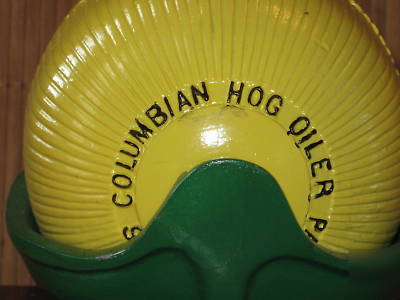 S COLUMBIAN HOG OILER P